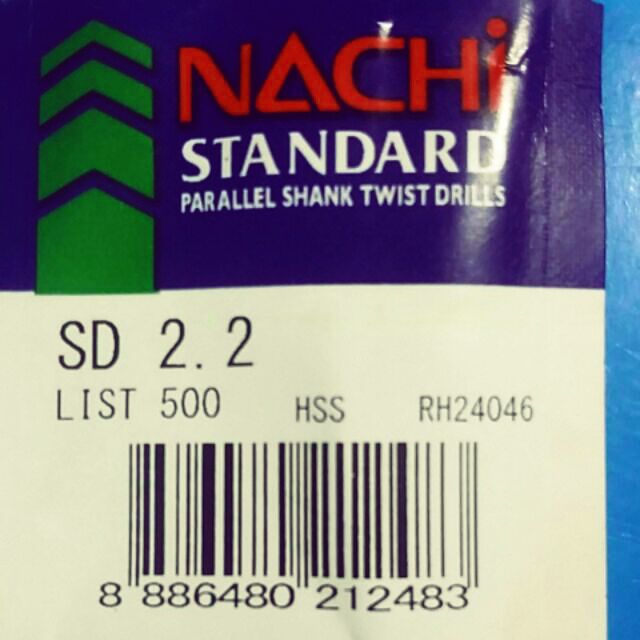 NACHi
STANDARD
PARALLEL SHANK TWIST DRILLS
SD 2.2
LIST 500 HSS RH24046
8 886480 212483